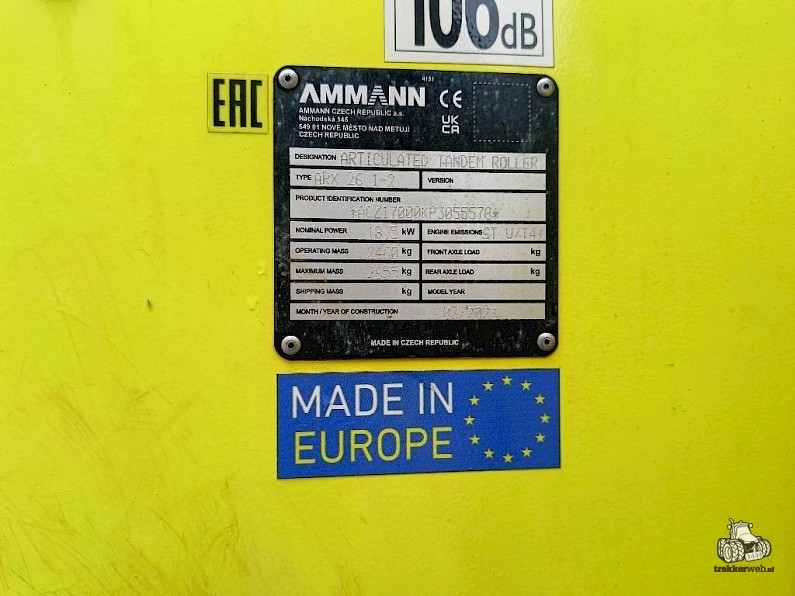 106dB
EAC
4191
AMMANN CE
UK
CA
AMMANN CZECH REPUBLIC a.s.
Náchodská 145
549 01 NOVÉ MĚSTO NAD METUJÍ
CZECH REPUBLIC
DESIGNATION ARTICULATED TANDEM ROLLER
TYPE ARX 26.1-2 VERSION
PRODUCT IDENTIFICATION NUMBER
NOMINAL POWER kW ENGINE EMISSIONS
OPERATING MASS kg FRONT AXLE LOAD kg
MAXIMUM MASS kg REAR AXLE LOAD kg
SHIPPING MASS kg MODEL YEAR
MONTH / YEAR OF CONSTRUCTION
MADE IN CZECH REPUBLIC
MADE IN
EUROPE
trekkerweb.nl